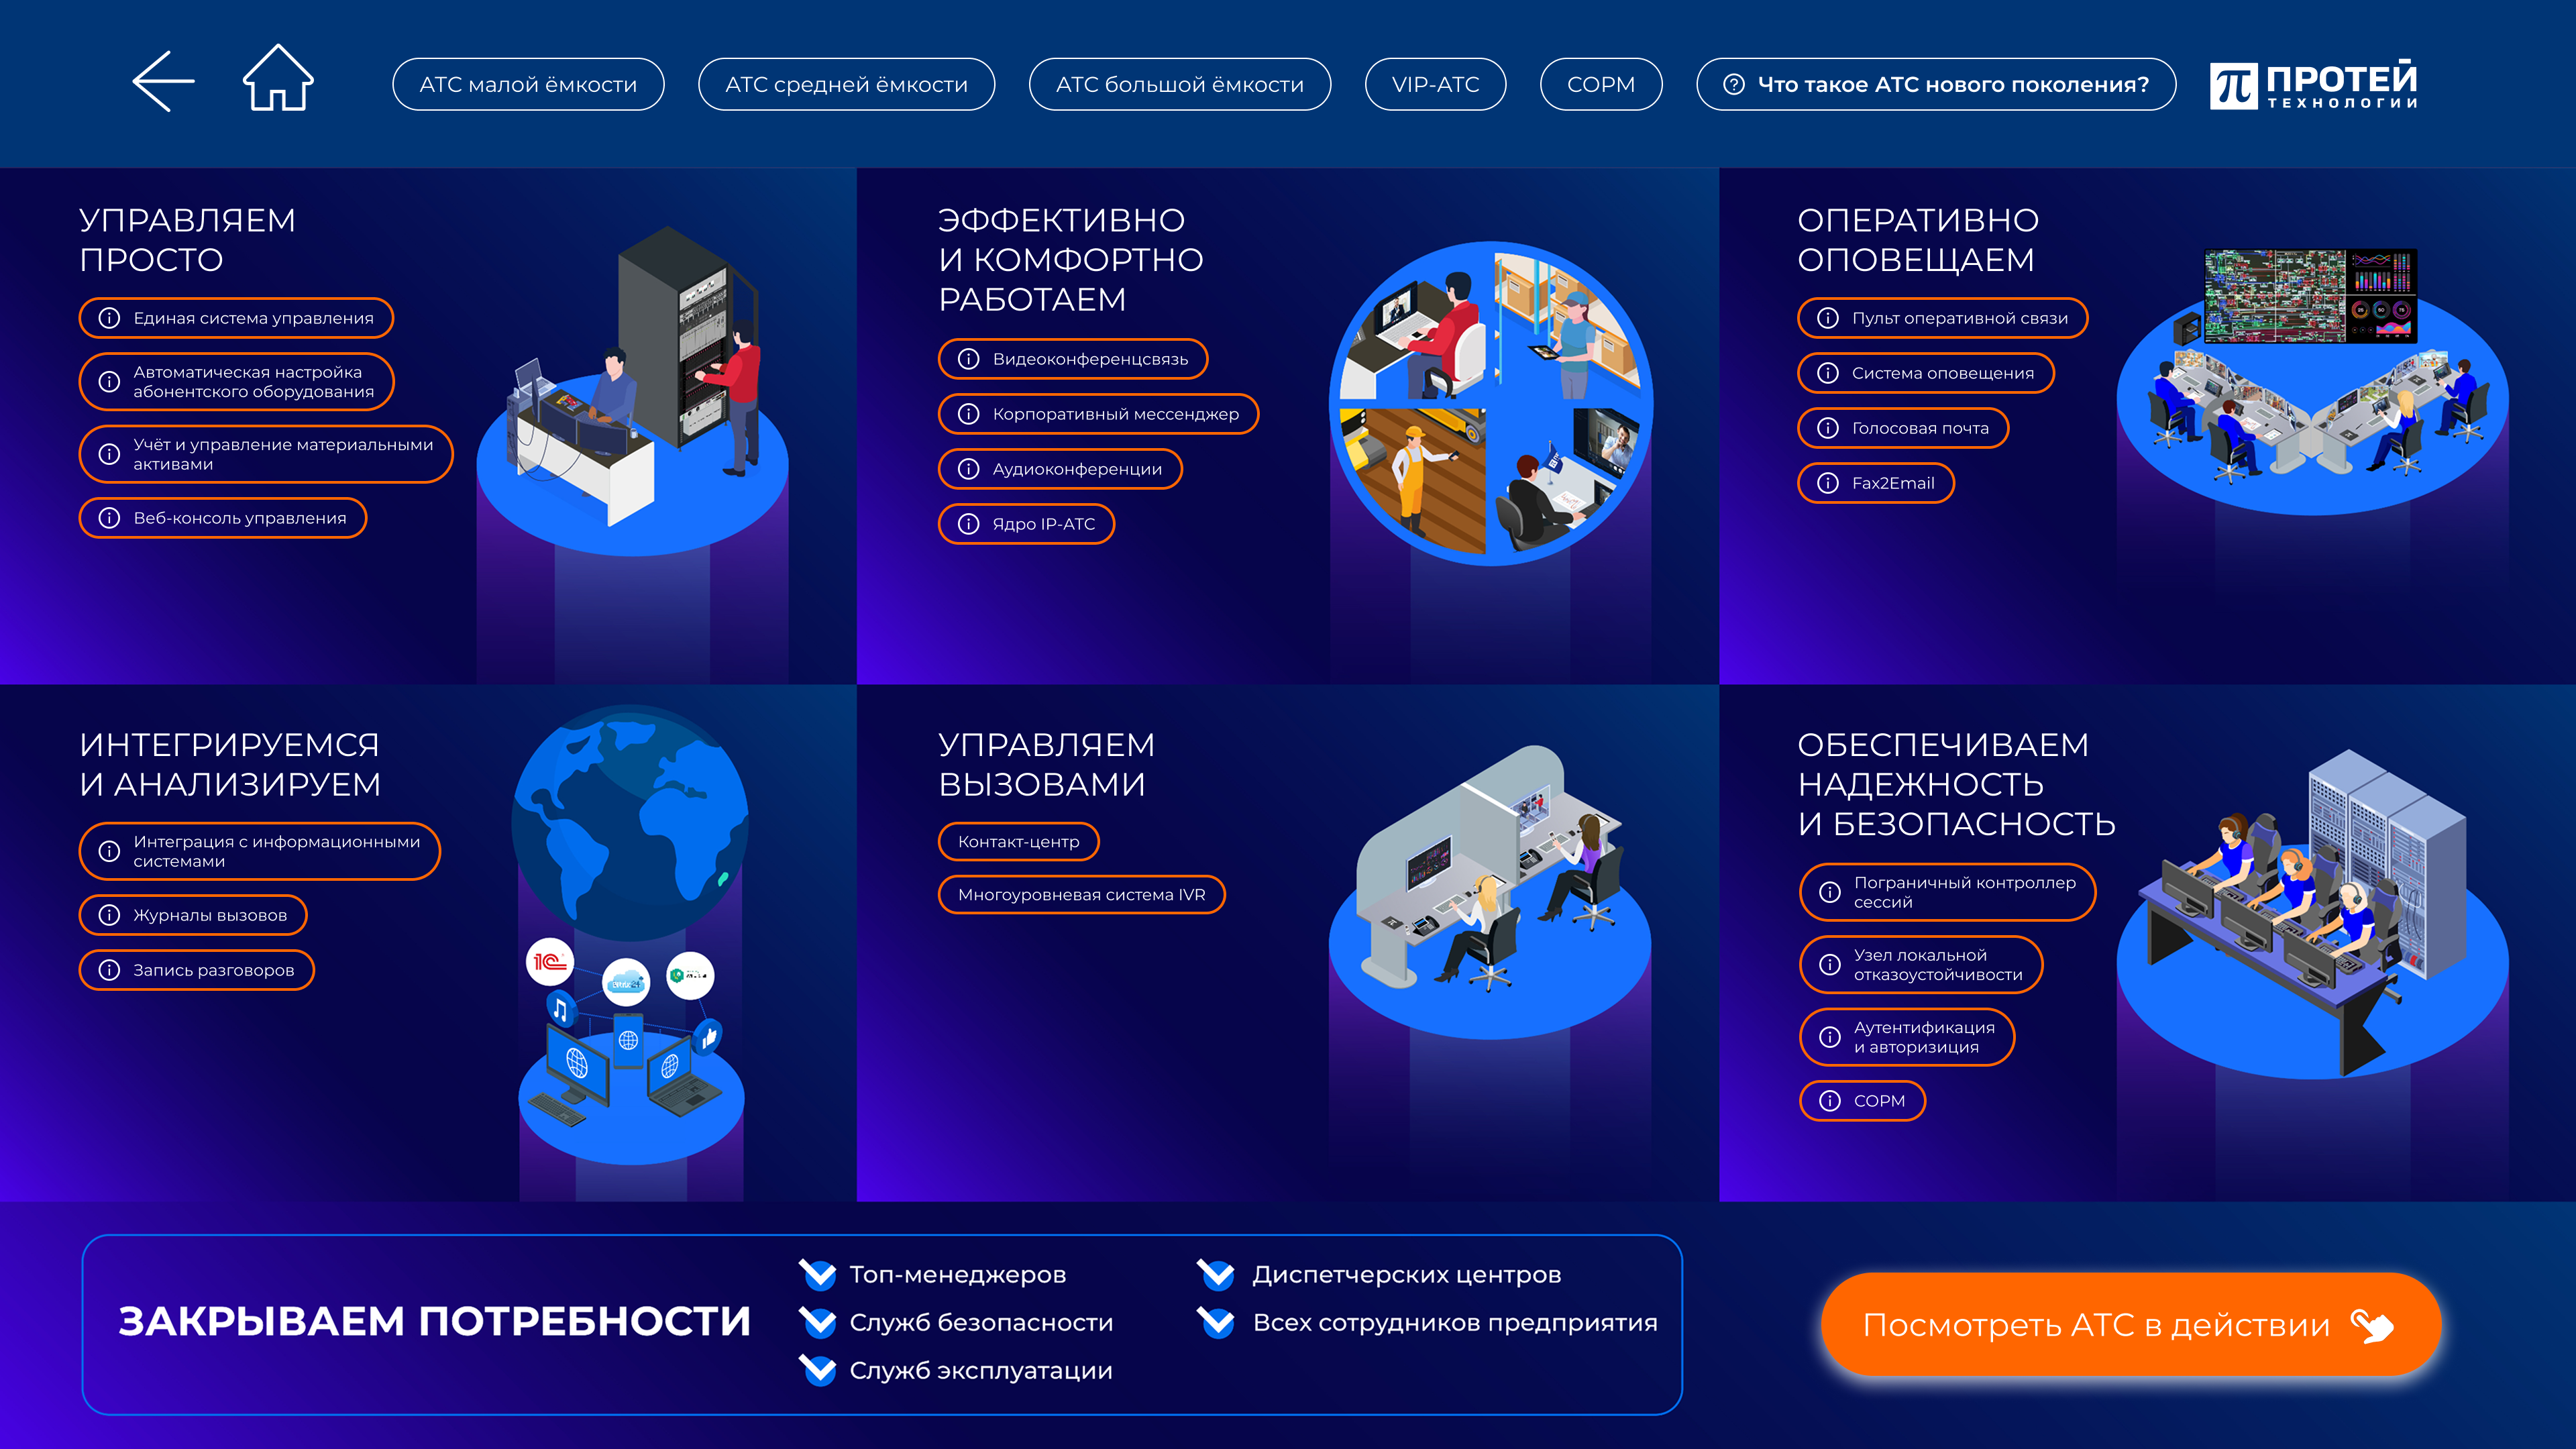 АТС малой ёмкости
АТС средней ёмкости
АТС большой ёмкости
VIP-АТС
СОРМ
Что такое АТС нового поколения?
ПРОТЕЙ
ТЕХНОЛОГИИ
УПРАВЛЯЕМ
ПРОСТО
Единая система управления
Автоматическая настройка
абонентского оборудования
Учёт и управление материальными
активами
Веб-консоль управления
ЭФФЕКТИВНО
И КОМФОРТНО
РАБОТАЕМ
Видеоконференцсвязь
Корпоративный мессенджер
Аудиоконференции
Ядро IP-АТС
ОПЕРАТИВНО
ОПОВЕЩАЕМ
Пульт оперативной связи
Система оповещения
Голосовая почта
Fax2Email
ИНТЕГРИРУЕМСЯ
И АНАЛИЗИРУЕМ
Интеграция с информационными
системами
Журналы вызовов
Запись разговоров
1С
УПРАВЛЯЕМ
ВЫЗОВАМИ
Контакт-центр
Многоуровневая система IVR
ОБЕСПЕЧИВАЕМ
НАДЕЖНОСТЬ
И БЕЗОПАСНОСТЬ
Пограничный контроллер
сессий
Узел локальной
отказоустойчивости
Аутентификация
и авторизиция
СОРМ
ЗАКРЫВАЕМ ПОТРЕБНОСТИ
Топ-менеджеров
Служб безопасности
Служб эксплуатации
Диспетчерских центров
Всех сотрудников предприятия
Посмотреть АТС в действии